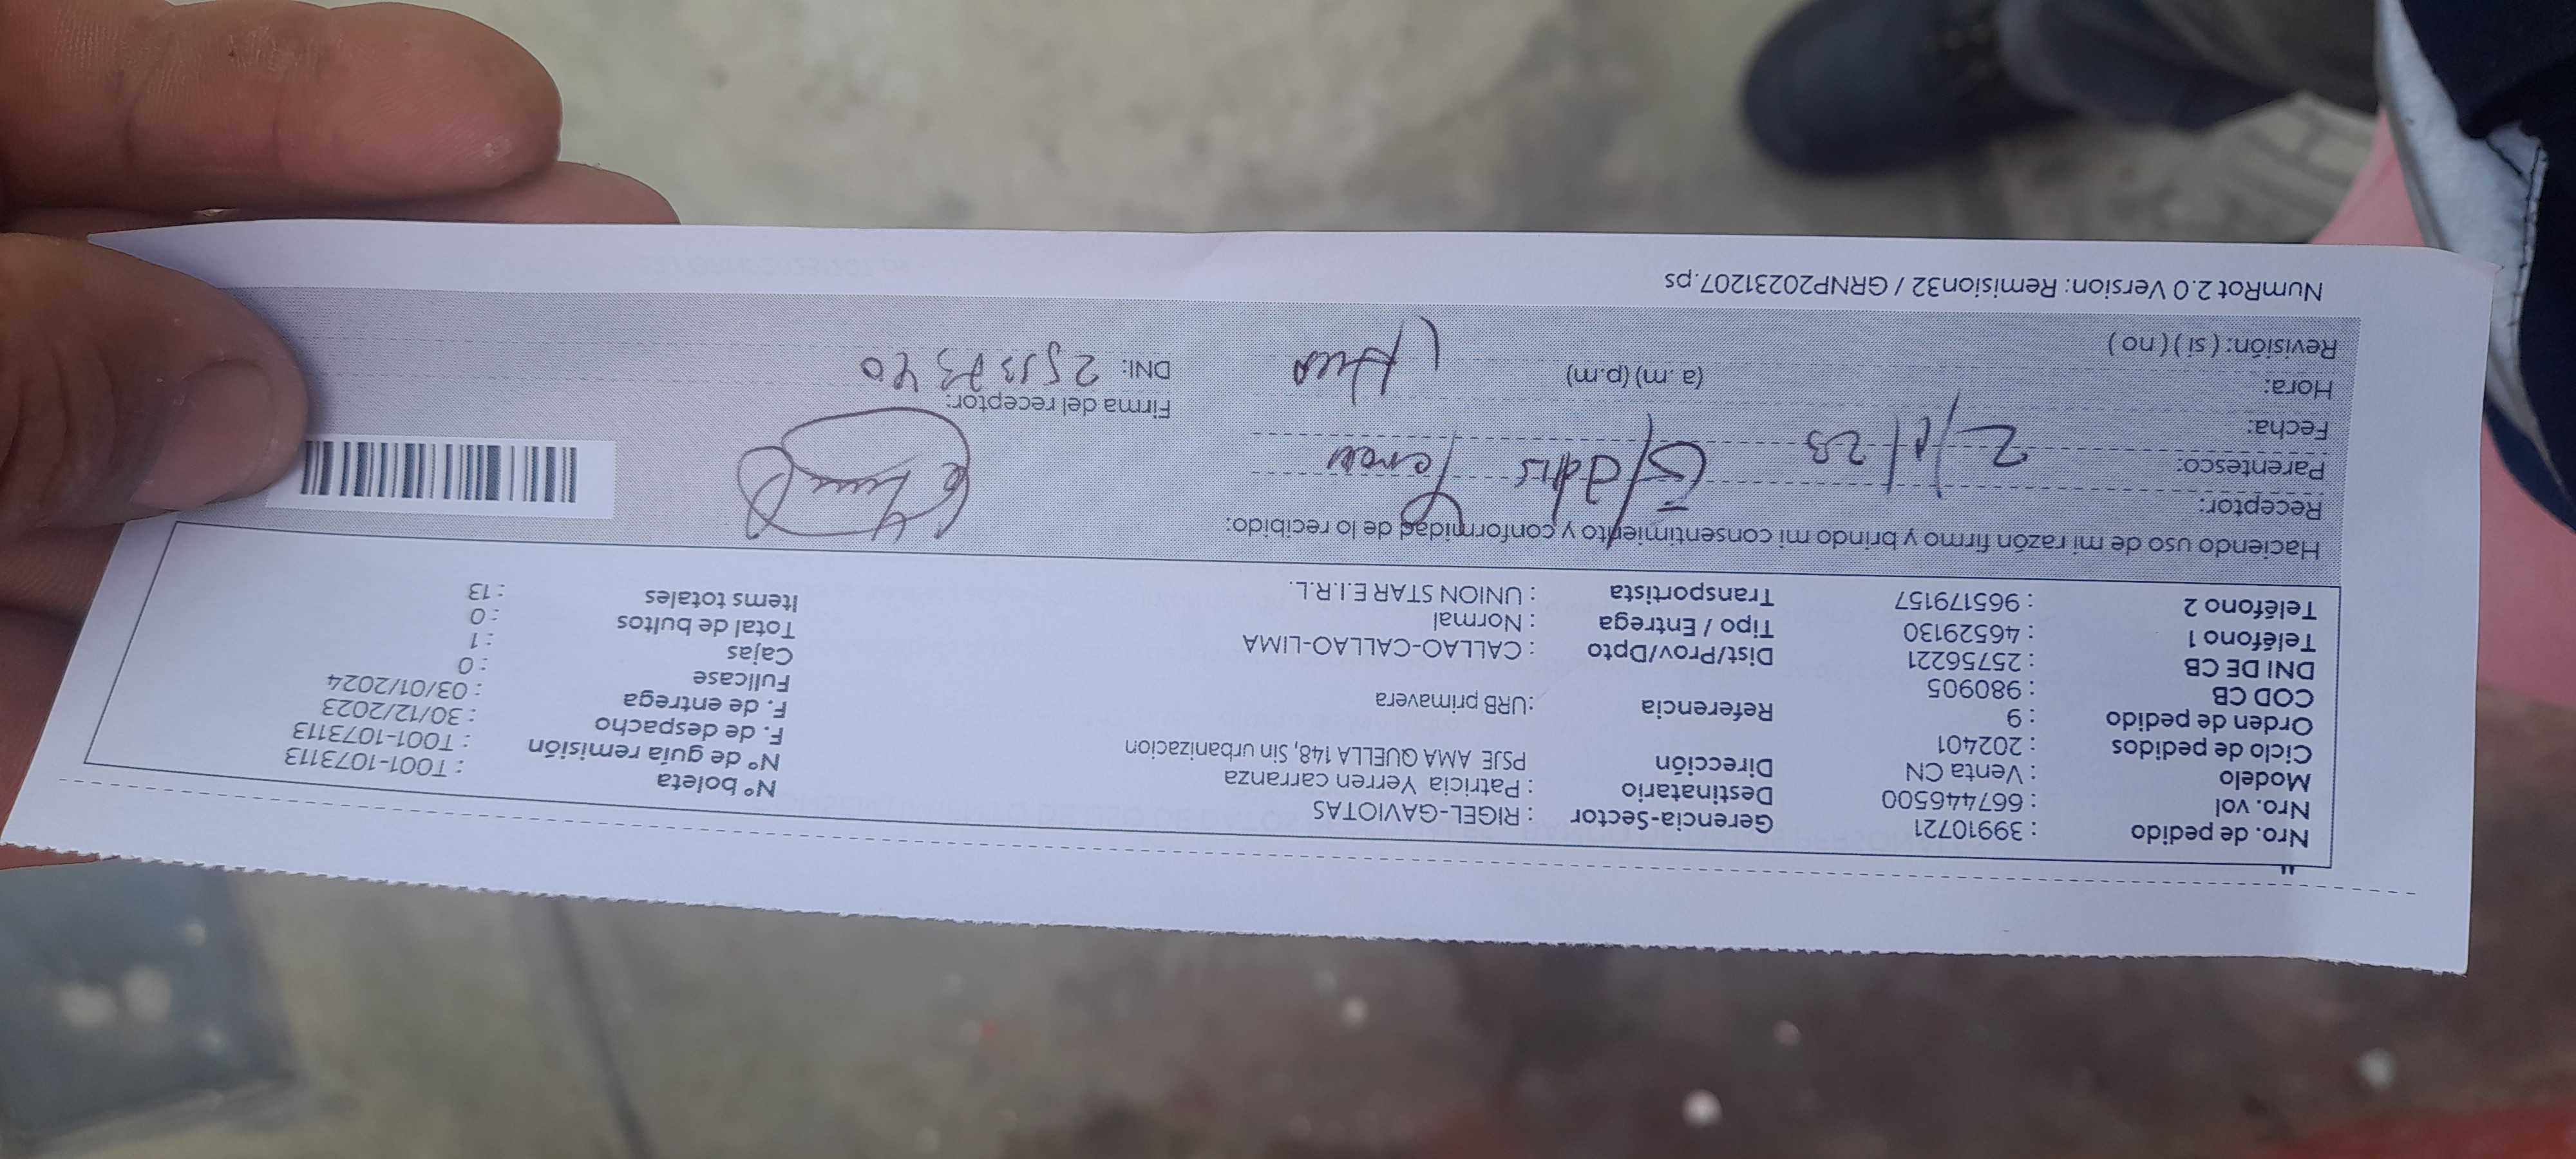 Nro. de pedido : 39910721 Gerencia-Sector : RIGEL-GAVIOTAS Nº boleta : T001-1073113
Nro. vol : 667446500 Destinatario : Patricia Yerren carranza Nº de guía remisión : T001-1073113
Modelo : Venta CN Dirección PSJE AMA QUELLA 148, Sin urbanizacion F. de despacho : 30/12/2023
Ciclo de pedidos : 202401 F. de entrega : 03/01/2024
Orden de pedido : 9 Referencia :URB primavera Fullcase : 0
COD CB : 980905 Cajas : 1
DNI DE CB : 25756221 Dist/Prov/Dpto : CALLAO-CALLAO-LIMA Total de bultos : 0
Teléfono 1 : 46529130 Tipo / Entrega : Normal Items totales : 13
Teléfono 2 : 965179157 Transportista : UNION STAR E.I.R.L.
Haciendo uso de mi razón firmo y brindo mi consentimiento y conformidad de lo recibido:
Receptor:
Parentesco:
Fecha: 2/1/23
Hora: (a.m) (p.m) Firma del receptor:
Revisión: ( si ) ( no ) DNI:
NumRot 2.0 Version: Remision32 / GRNP20231207.ps